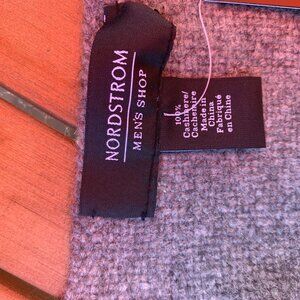 NORDSTROM
MEN'S SHOP
100%
Cashmere/
Cachemire
Made in
China
Fabriqué
en Chine